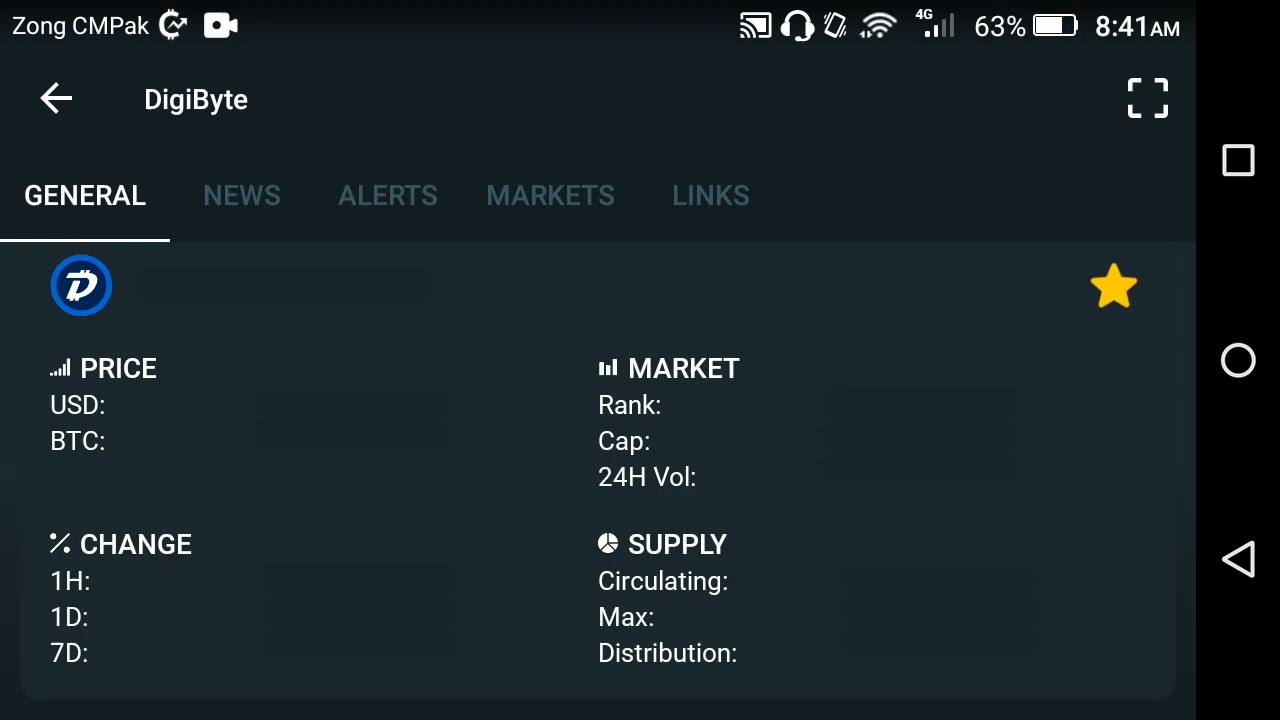 Zong CMPak 4G 63% 8:41AM
DigiByte
GENERAL NEWS ALERTS MARKETS LINKS
PRICE
USD:
BTC:
MARKET
Rank:
Cap:
24H Vol:
CHANGE
1H:
1D:
7D:
SUPPLY
Circulating:
Max:
Distribution: